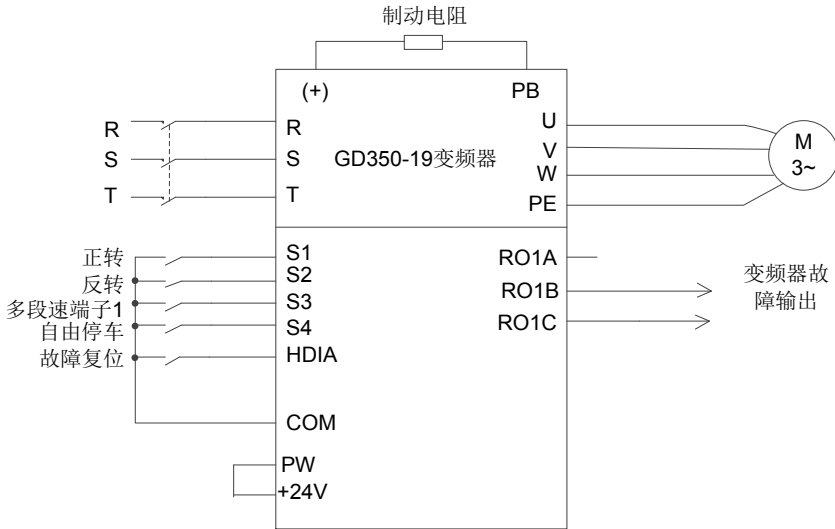 制动电阻
(+)
PB
R
R
U
S
S
GD350-19变频器
V
M
3~
W
T
T
PE
正转
S1
RO1A
反转
S2
变频器故
障输出
多段速端子1
S3
RO1B
自由停车
S4
RO1C
故障复位
HDIA
COM
PW
+24V